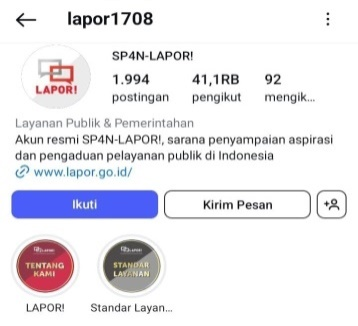 lapor1708
LAPOR!
SP4N-LAPOR!
1.994 41,1RB 92
postingan pengikut mengik...
Layanan Publik & Pemerintahan
Akun resmi SP4N-LAPOR!, sarana penyampaian aspirasi
dan pengaduan pelayanan publik di Indonesia
www.lapor.go.id/
Ikuti Kirim Pesan
LAPOR! LAPOR!
TENTANG STANDAR
KAMI LAYANAN
LAPOR! Standar Layan...